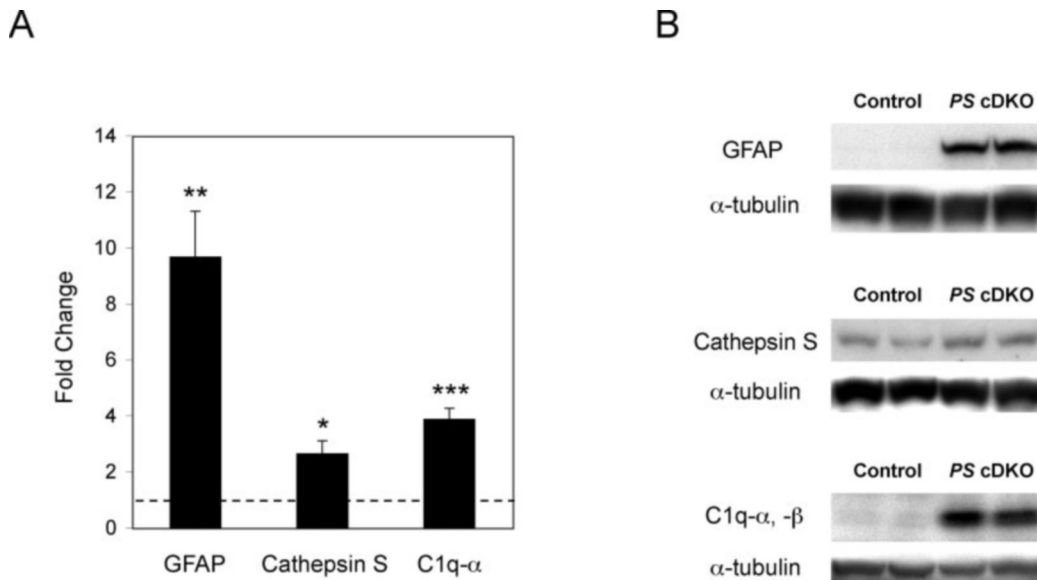 A
B
14
12
10
8
6
4
2
0
Fold Change
**
*
***
GFAP
Cathepsin S
C1q-α
Control PS cDKO
GFAP
α-tubulin
Control PS cDKO
Cathepsin S
α-tubulin
Control PS cDKO
C1q-α, -β
α-tubulin